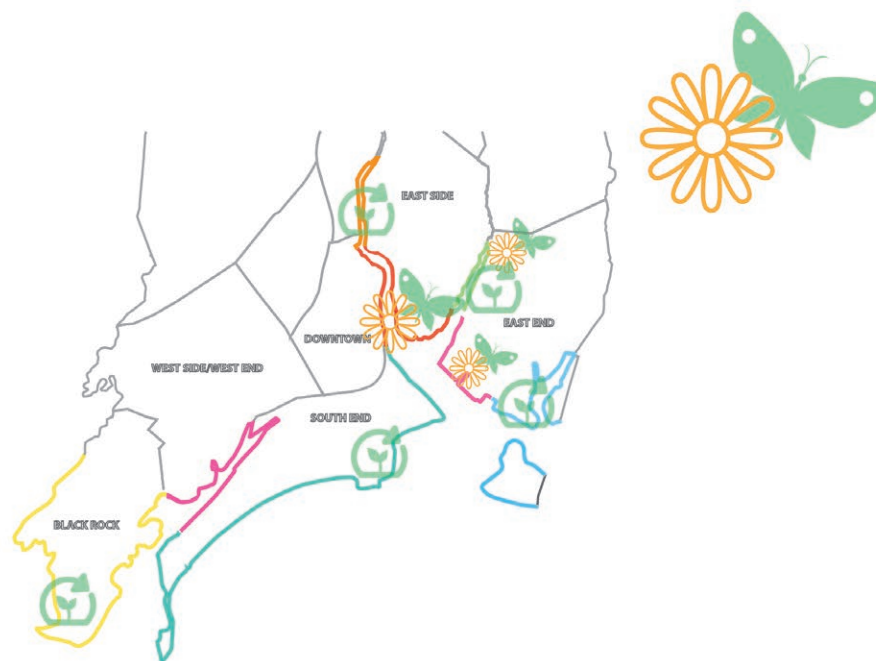 EAST SIDE
EAST END
DOWNTOWN
WEST SIDE/WEST END
SOUTH END
BLACK ROCK